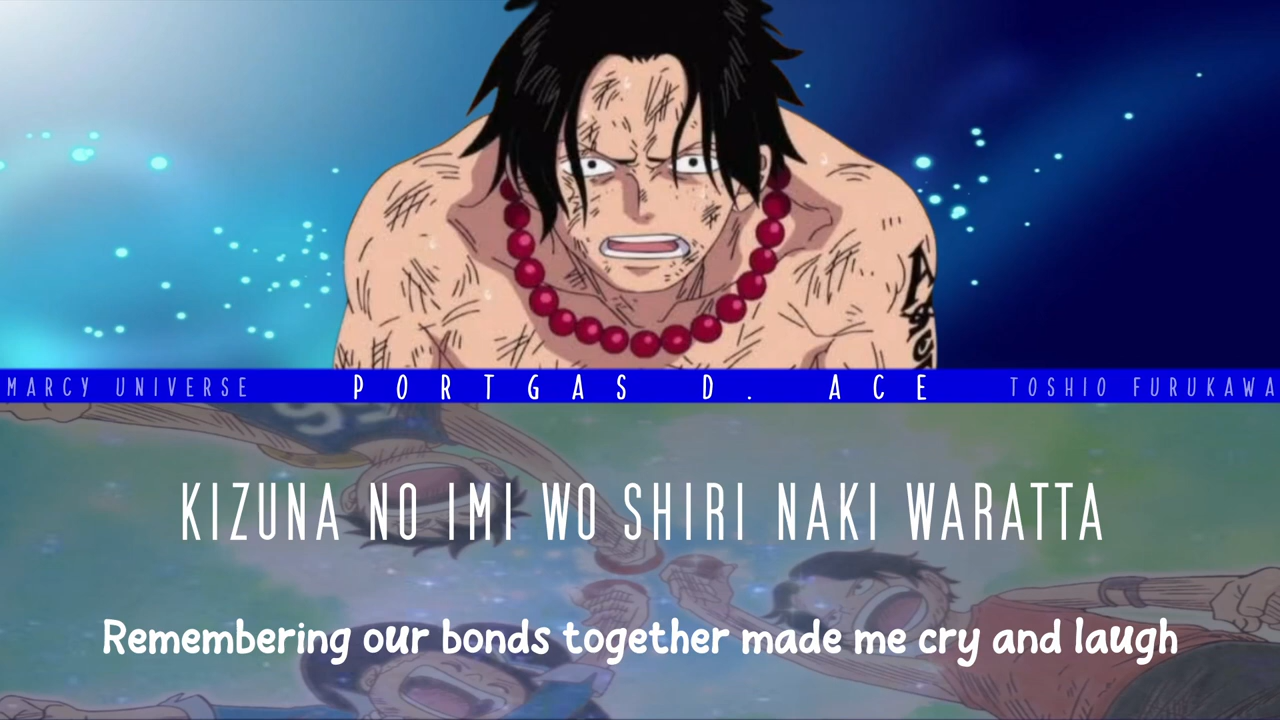 MARCY UNIVERSE PORTGAS D. ACE TOSHIO FURUKAWA
KIZUNA NO IMI WO SHIRI NAKI WARATTA
Remembering our bonds together made me cry and laugh